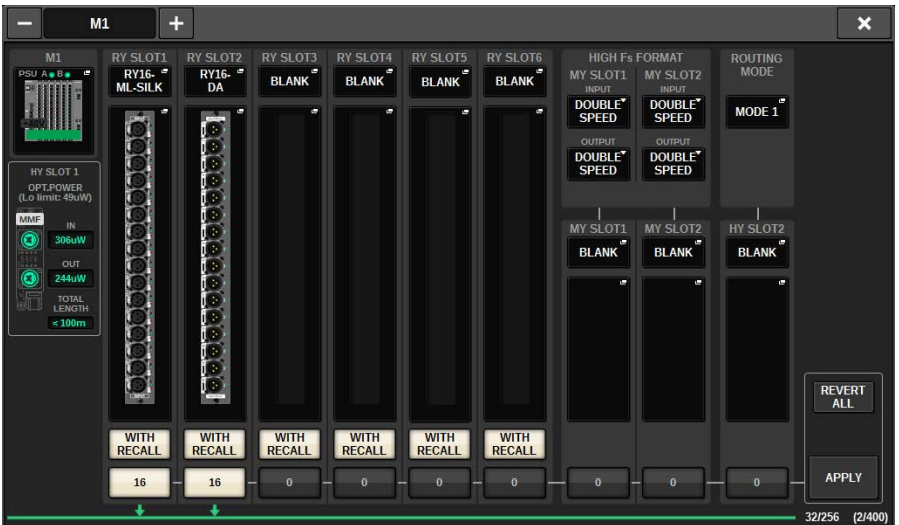 M1
M1
PSU A B
HY SLOT 1
OPT.POWER
(Lo limit: 49uW)
MMF
IN
306uW
OUT
244uW
TOTAL
LENGTH
<100m
RY SLOT1
RY16-
ML-SILK
INPUT
INPUT
WITH
RECALL
16
RY SLOT2
RY16-
DA
OUTPUT
OUTPUT
WITH
RECALL
16
RY SLOT3
BLANK
WITH
RECALL
0
RY SLOT4
BLANK
WITH
RECALL
0
RY SLOT5
BLANK
WITH
RECALL
0
RY SLOT6
BLANK
WITH
RECALL
0
HIGH Fs FORMAT
MY SLOT1
INPUT
DOUBLE
SPEED
OUTPUT
DOUBLE
SPEED
MY SLOT2
INPUT
DOUBLE
SPEED
OUTPUT
DOUBLE
SPEED
ROUTING
MODE
MODE 1
MY SLOT1
BLANK
0
MY SLOT2
BLANK
0
HY SLOT2
BLANK
0
REVERT
ALL
APPLY
32/256 (2/400)